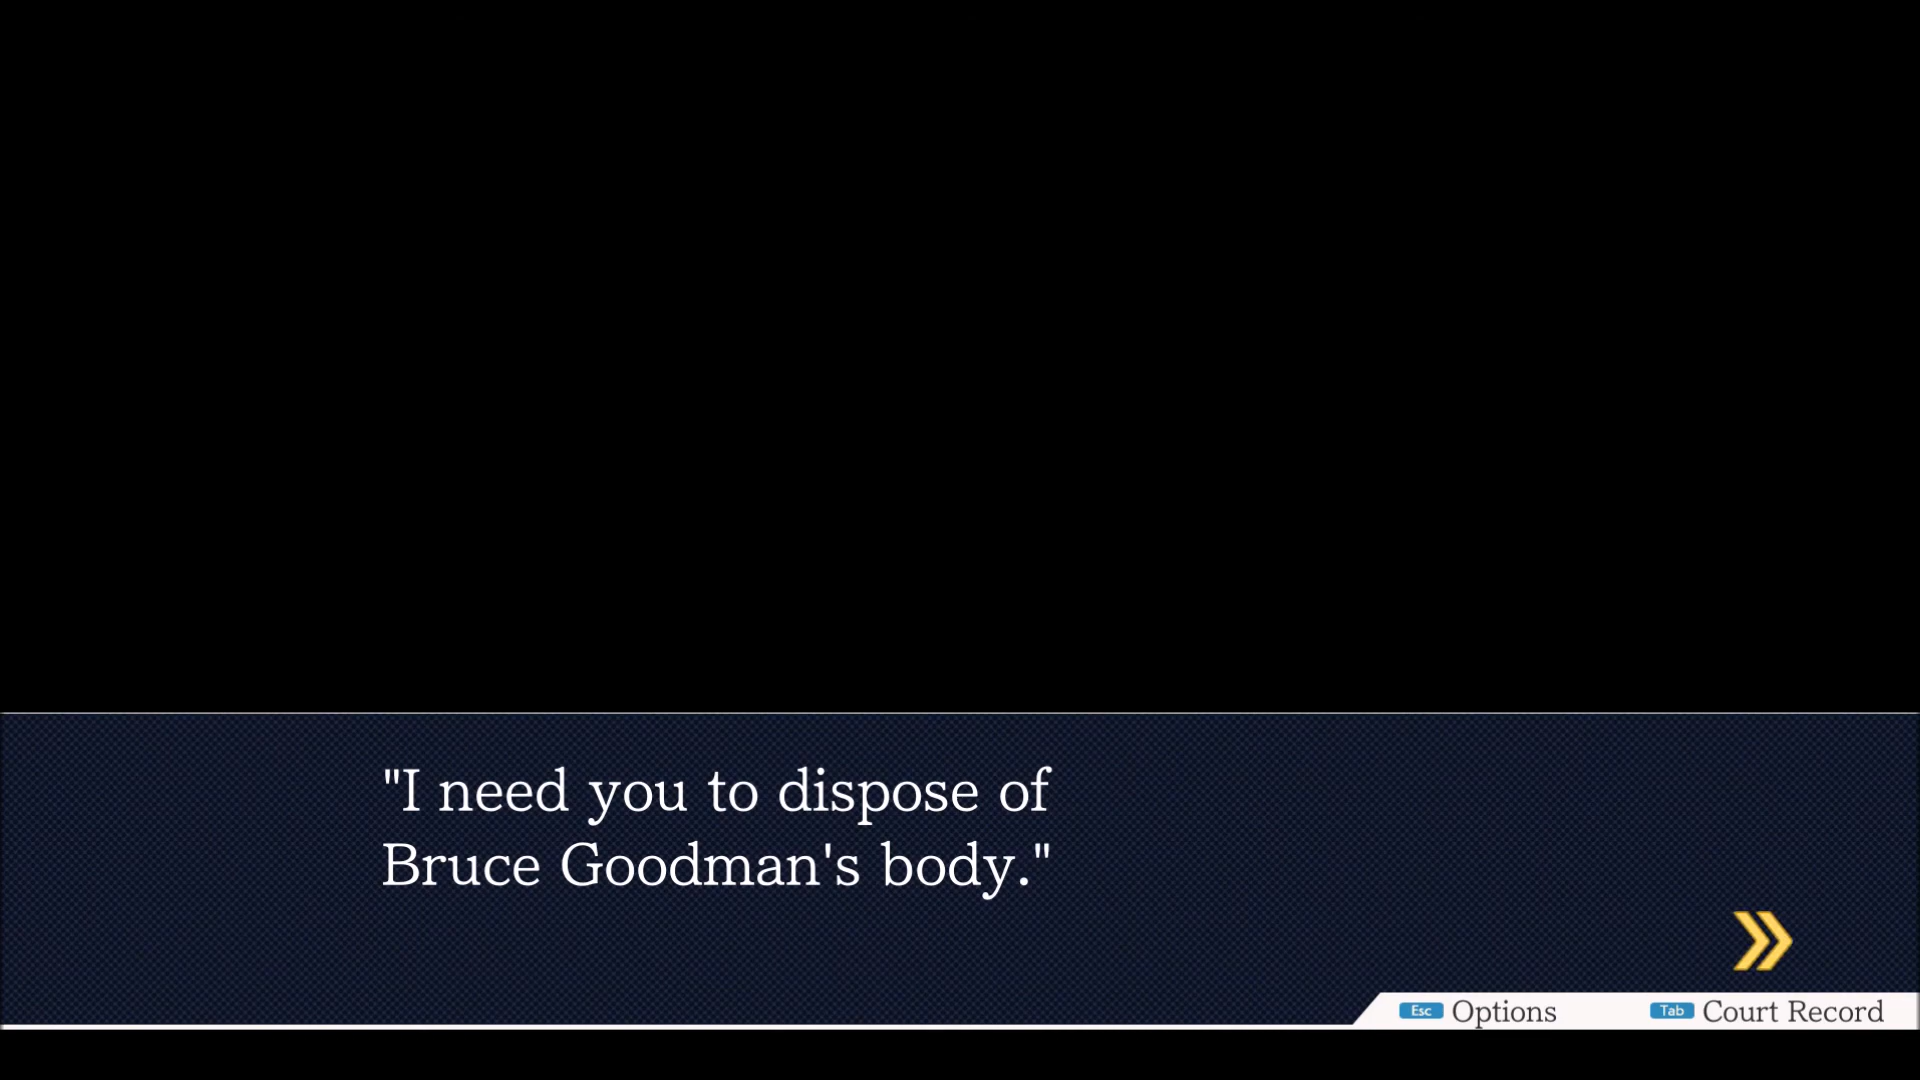 "I need you to dispose of
Bruce Goodman's body."
Esc Options Tab Court Record